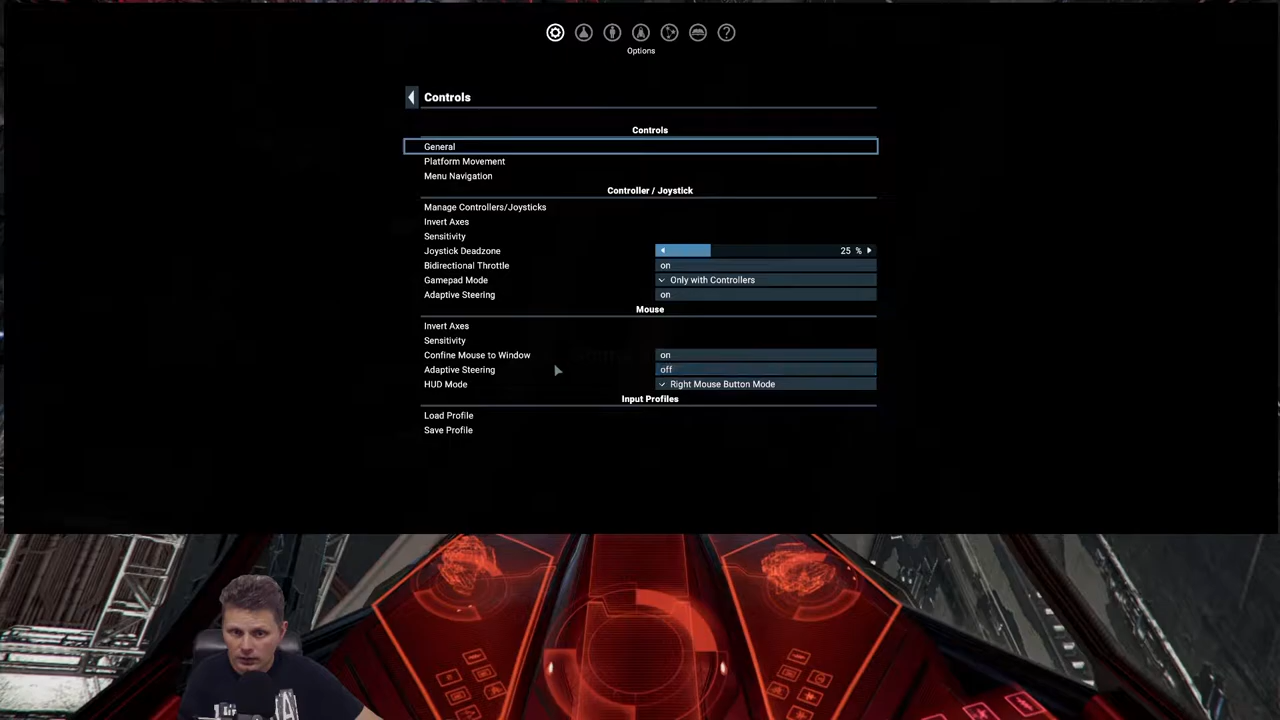 Options
Controls
Controls
General
Platform Movement
Menu Navigation
Controller / Joystick
Manage Controllers/Joysticks
Invert Axes
Sensitivity
Joystick Deadzone 25 %
Bidirectional Throttle on
Gamepad Mode Only with Controllers
Adaptive Steering on
Mouse
Invert Axes
Sensitivity
Confine Mouse to Window on
Adaptive Steering off
HUD Mode Right Mouse Button Mode
Input Profiles
Load Profile
Save Profile